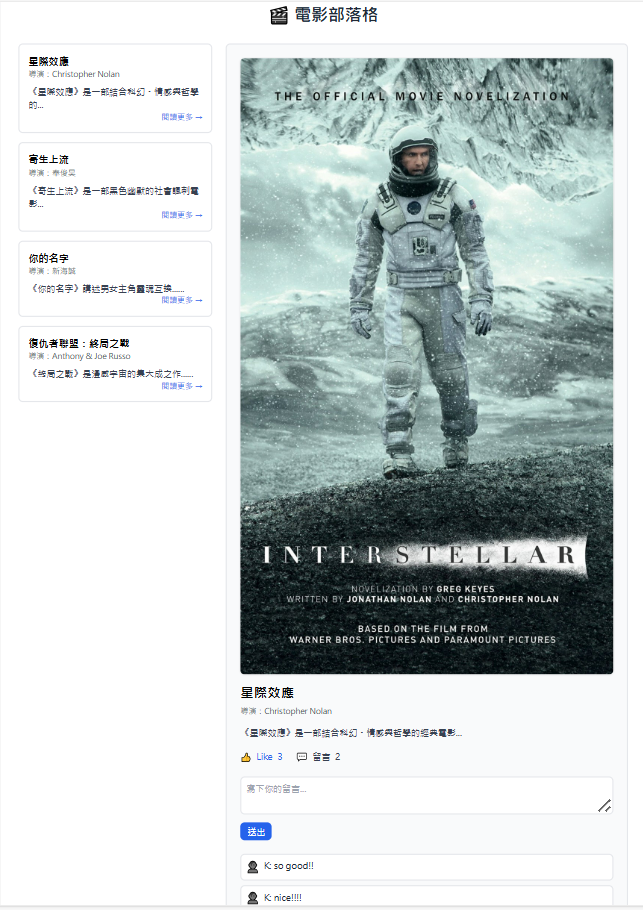 電影部落格
星際效應
導演：Christopher Nolan
《星際效應》是一部結合科幻、情感與哲學
的...
閱讀更多 →
寄生上流
導演：奉俊昊
《寄生上流》是一部黑色幽默的社會諷刺電
影...
閱讀更多 →
你的名字
導演：新海誠
《你的名字》講述男女主角靈魂互換......
閱讀更多 →
復仇者聯盟：終局之戰
導演：Anthony & Joe Russo
《終局之戰》是漫威宇宙的集大成之作......
閱讀更多 →
THE OFFICIAL MOVIE NOVELIZATION
INTERSTELLAR
NOVELIZATION BY GREG KEYES
WRITTEN BY JONATHAN NOLAN AND CHRISTOPHER NOLAN
BASED ON THE FILM FROM
WARNER BROS. PICTURES AND PARAMOUNT PICTURES
星際效應
導演：Christopher Nolan
《星際效應》是一部結合科幻、情感與哲學的經典電影...
Like 3 留言 2
寫下你的留言...
送出
K: so good!!
K: nice!!!!